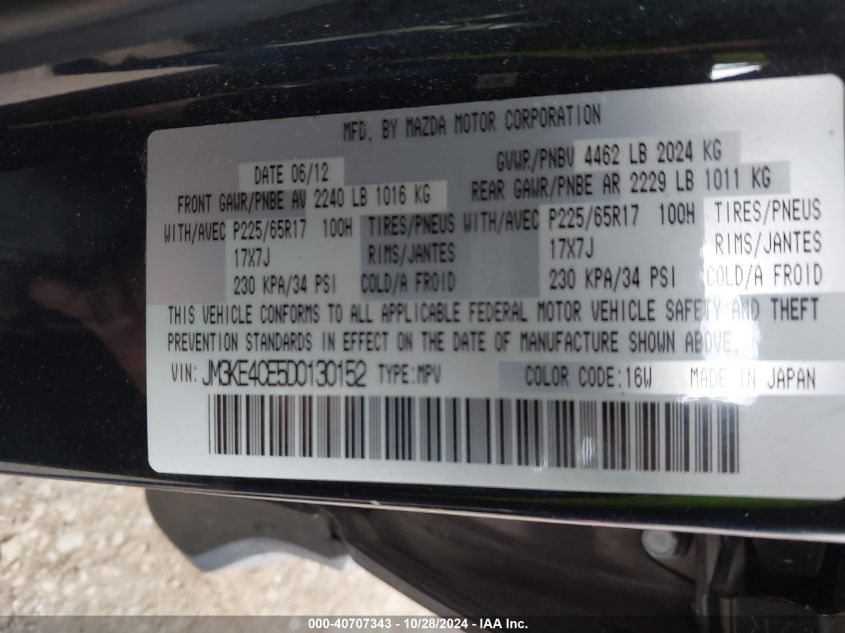 MFD. BY MAZDA MOTOR CORPORATION
DATE 06/12 GVWR/PNBV 4462 LB 2024 KG
FRONT GAWR/PNBE AV 2240 LB 1016 KG REAR GAWR/PNBE AR 2229 LB 1011 KG
WITH/AVEC P225/65R17 100H TIRES/PNEUS WITH/AVEC P225/65R17 100H TIRES/PNEUS
17X7J RIMS/JANTES 17X7J RIMS/JANTES
230 KPA/34 PSI COLD/A FROID 230 KPA/34 PSI COLD/A FROID
THIS VEHICLE CONFORMS TO ALL APPLICABLE FEDERAL MOTOR VEHICLE SAFETY AND THEFT
PREVENTION STANDARDS IN EFFECT ON THE DATE OF MANUFACTURE SHOWN ABOVE.
VIN: JM3KE4CE5D0130152 TYPE:MPV COLOR CODE:16W MADE IN JAPAN
000-40707343 - 10/28/2024 - IAA Inc.